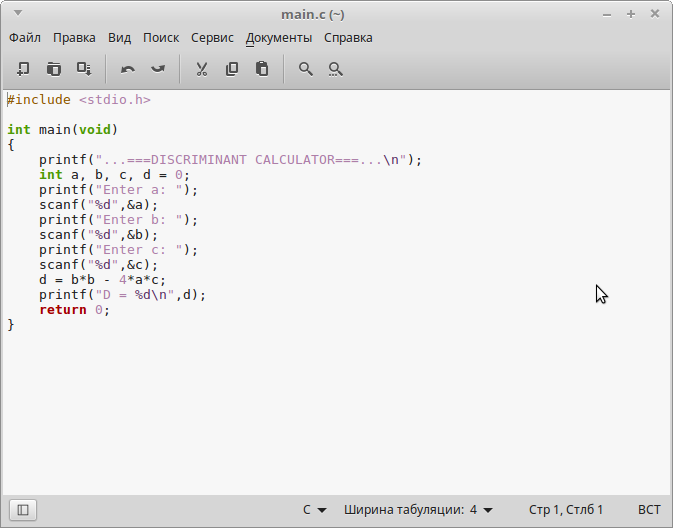 main.c (~)
Файл Правка Вид Поиск Сервис Документы Справка
#include <stdio.h>
int main(void)
{
    printf("...===DISCRIMINANT CALCULATOR===...\n");
    int a, b, c, d = 0;
    printf("Enter a: ");
    scanf("%d",&a);
    printf("Enter b: ");
    scanf("%d",&b);
    printf("Enter c: ");
    scanf("%d",&c);
    d = b*b - 4*a*c;
    printf("D = %d\n",d);
    return 0;
}
C Ширина табуляции: 4 Стр 1, Стлб 1 ВСТ